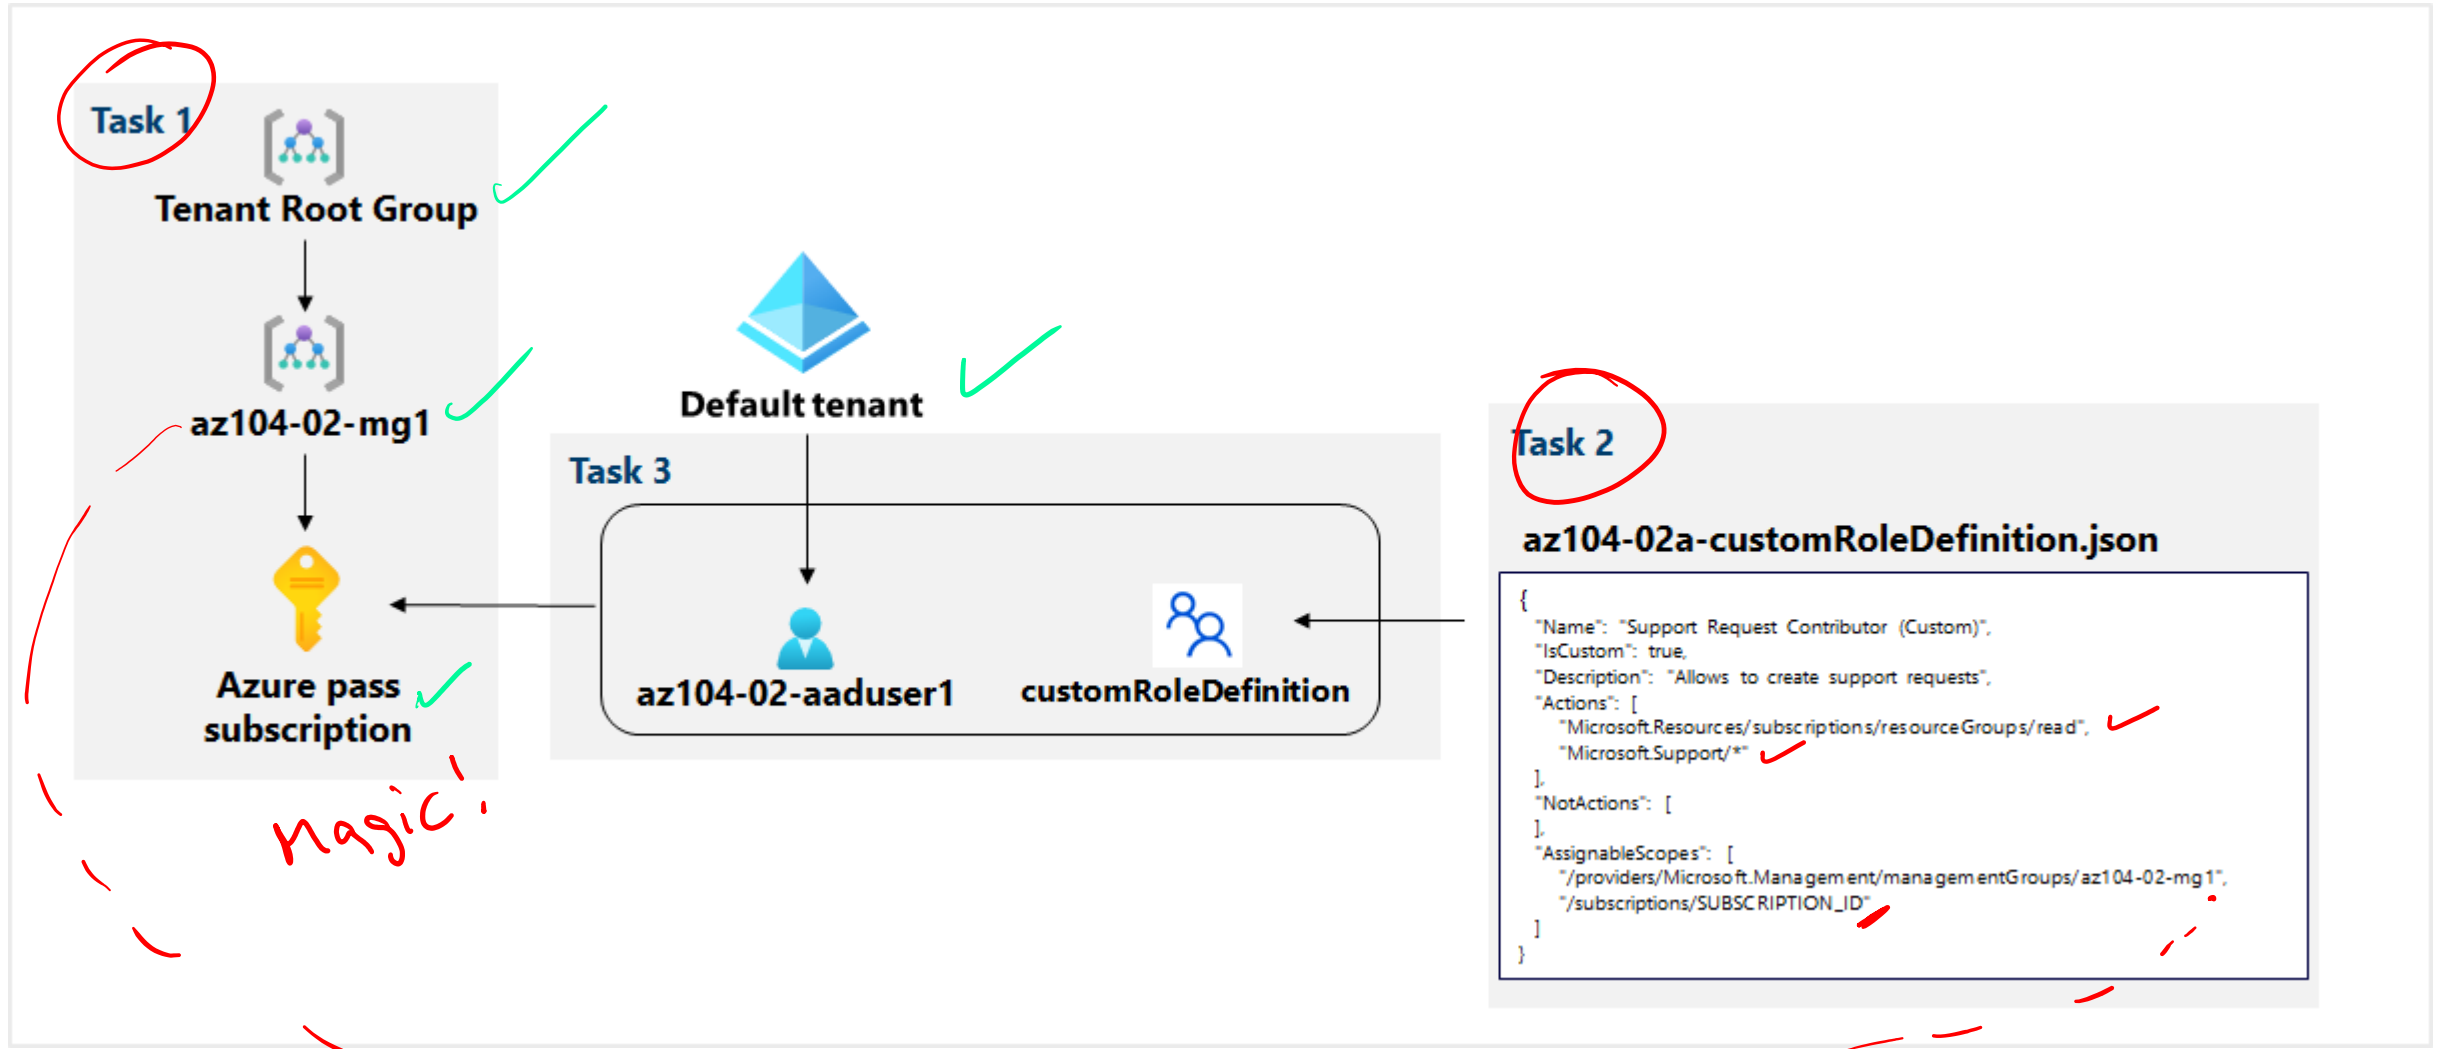 Task 1
Tenant Root Group
az104-02-mg1
Azure pass
subscription
Magic!
Default tenant
Task 3
az104-02-aaduser1
customRoleDefinition
Task 2
az104-02a-customRoleDefinition.json
{
"Name": "Support Request Contributor (Custom)",
"IsCustom": true,
"Description": "Allows to create support requests",
"Actions": [
"Microsoft.Resources/subscriptions/resourceGroups/read",
"Microsoft.Support/*"
],
"NotActions": [
],
"AssignableScopes": [
"/providers/Microsoft.Management/managementGroups/az104-02-mg1",
"/subscriptions/SUBSCRIPTION_ID"
]
}